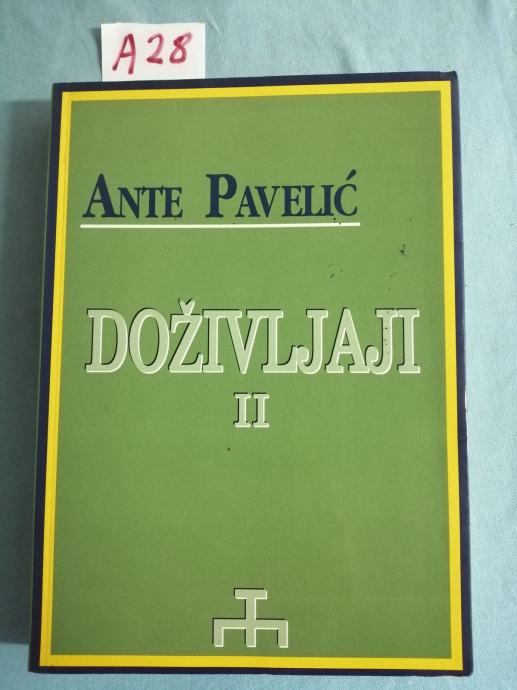 A28
ANTE PAVELIĆ
DOŽIVLJAJI
II